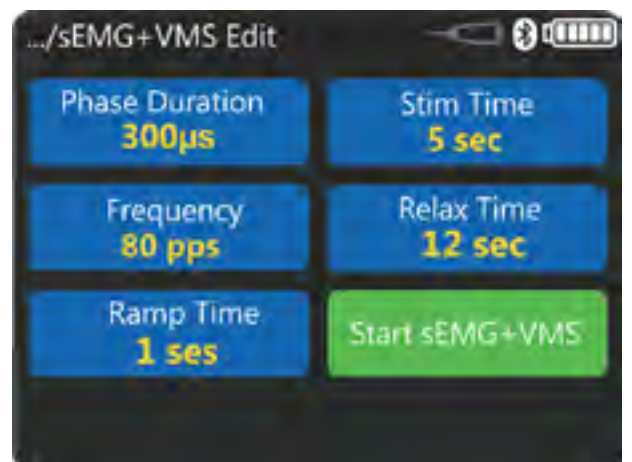 .../sEMG+VMS Edit
Phase Duration
300µs
Stim Time
5 sec
Frequency
80 pps
Relax Time
12 sec
Ramp Time
1 ses
Start sEMG+VMS